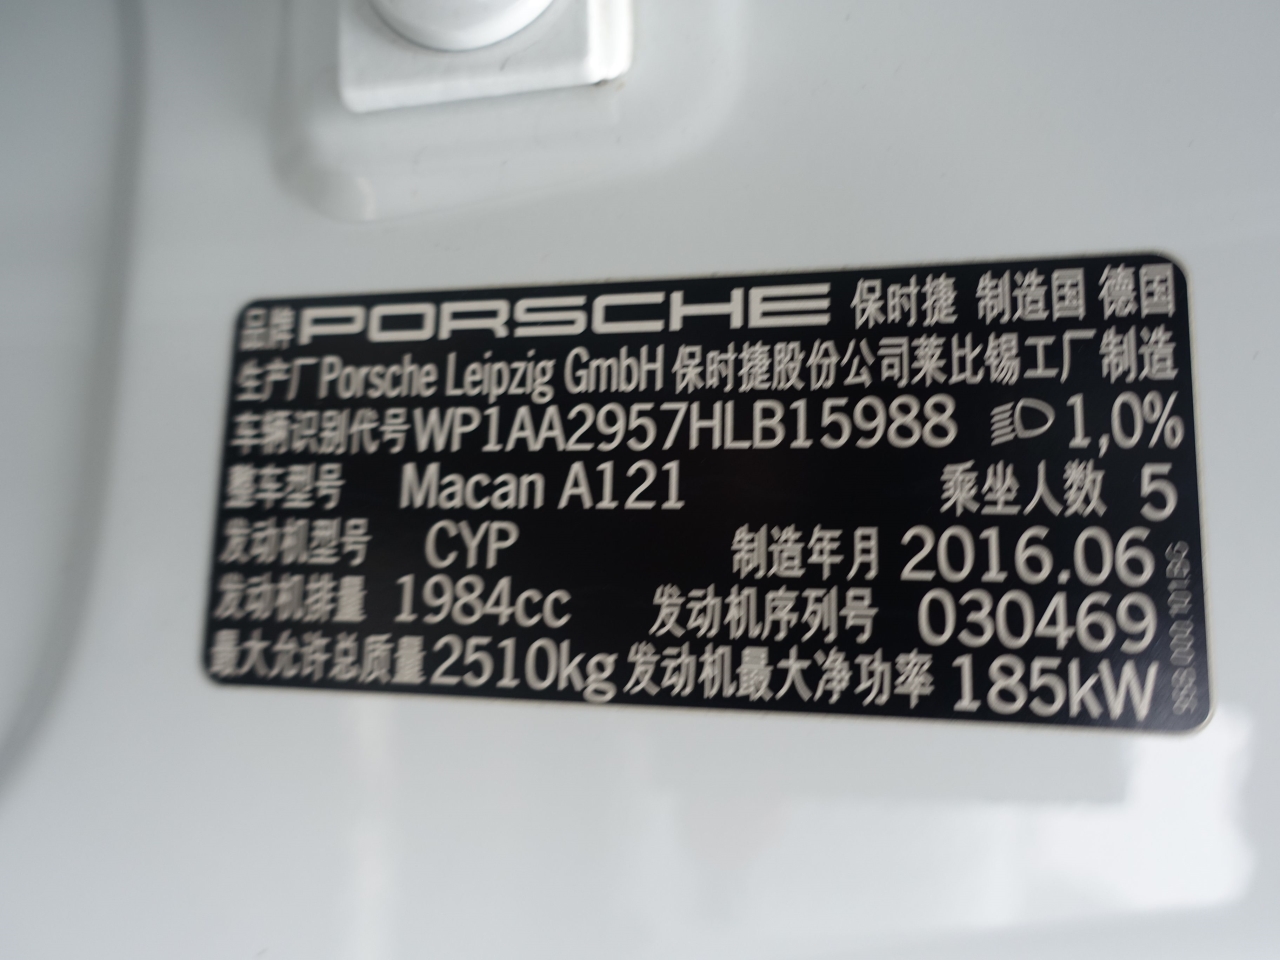 品牌 PORSCHE 保时捷 制造国 德国
生产厂 Porsche Leipzig GmbH 保时捷股份公司莱比锡工厂制造
车辆识别代号 WP1AA2957HLB15988 1,0%
整车型号 Macan A121 乘坐人数 5
发动机型号 CYP 制造年月 2016.06
发动机排量 1984cc 发动机序列号 030469
最大允许总质量 2510kg 发动机最大净功率 185kW